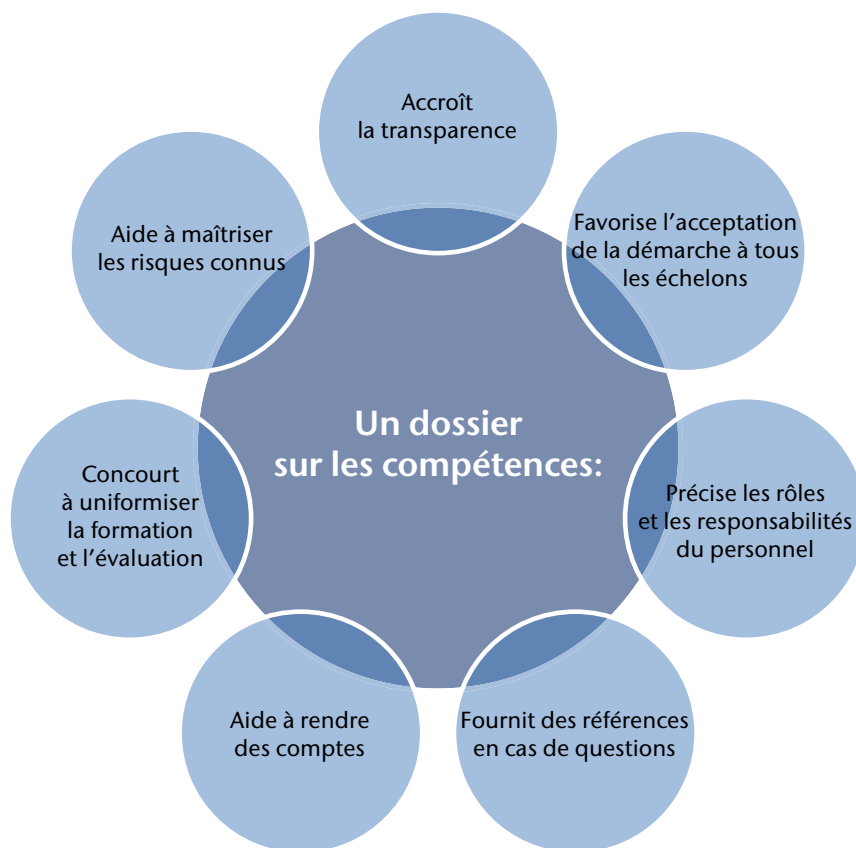 Un dossier
sur les compétences:
Accroît
la transparence
Favorise l’acceptation
de la démarche à tous
les échelons
Précise les rôles
et les responsabilités
du personnel
Fournit des références
en cas de questions
Aide à rendre
des comptes
Concourt
à uniformiser
la formation
et l’évaluation
Aide à maîtriser
les risques connus